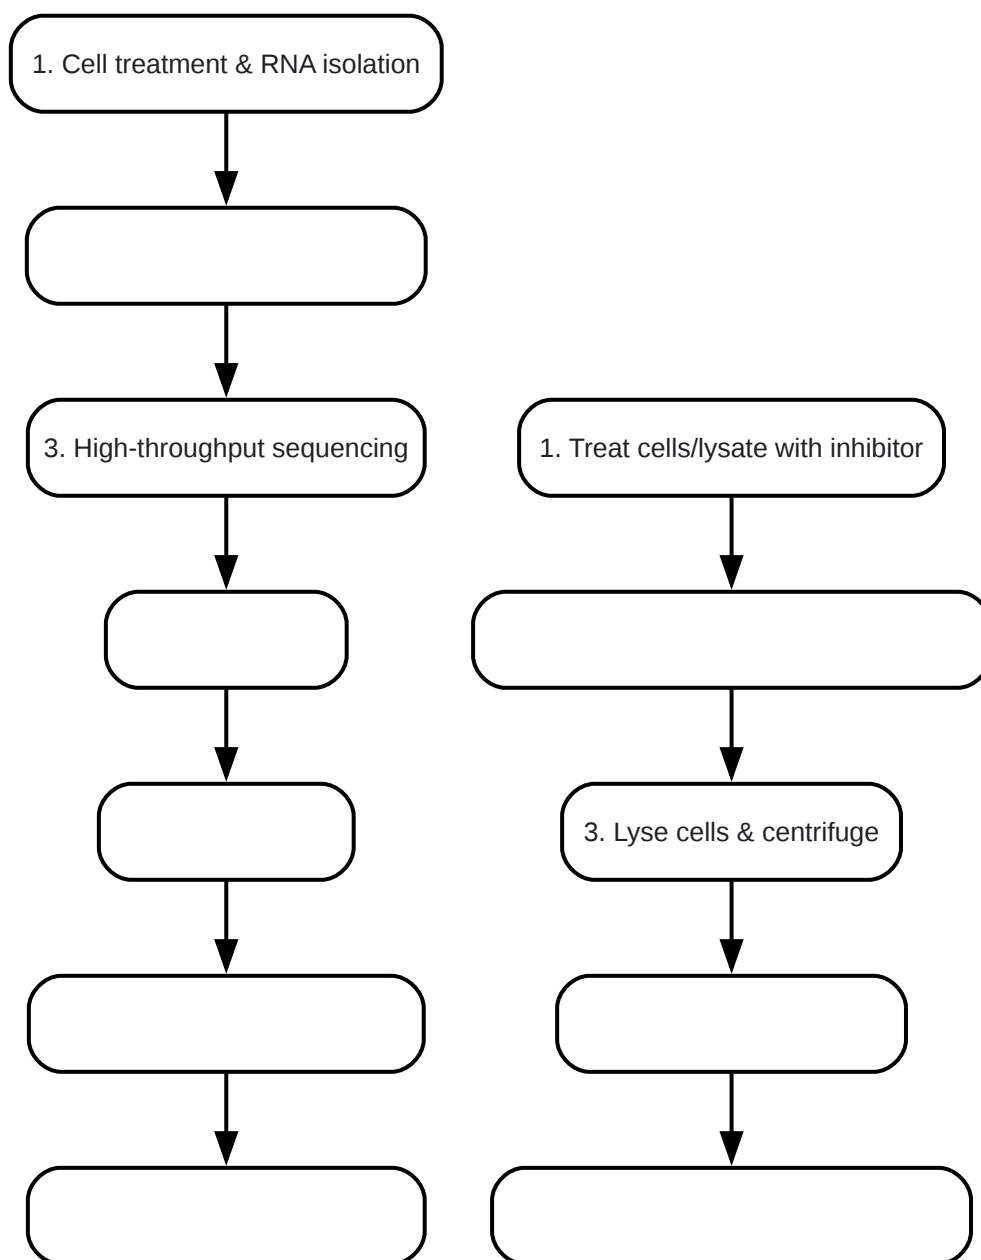 1. Cell treatment & RNA isolation
3. High-throughput sequencing
1. Treat cells/lysate with inhibitor
3. Lyse cells & centrifuge